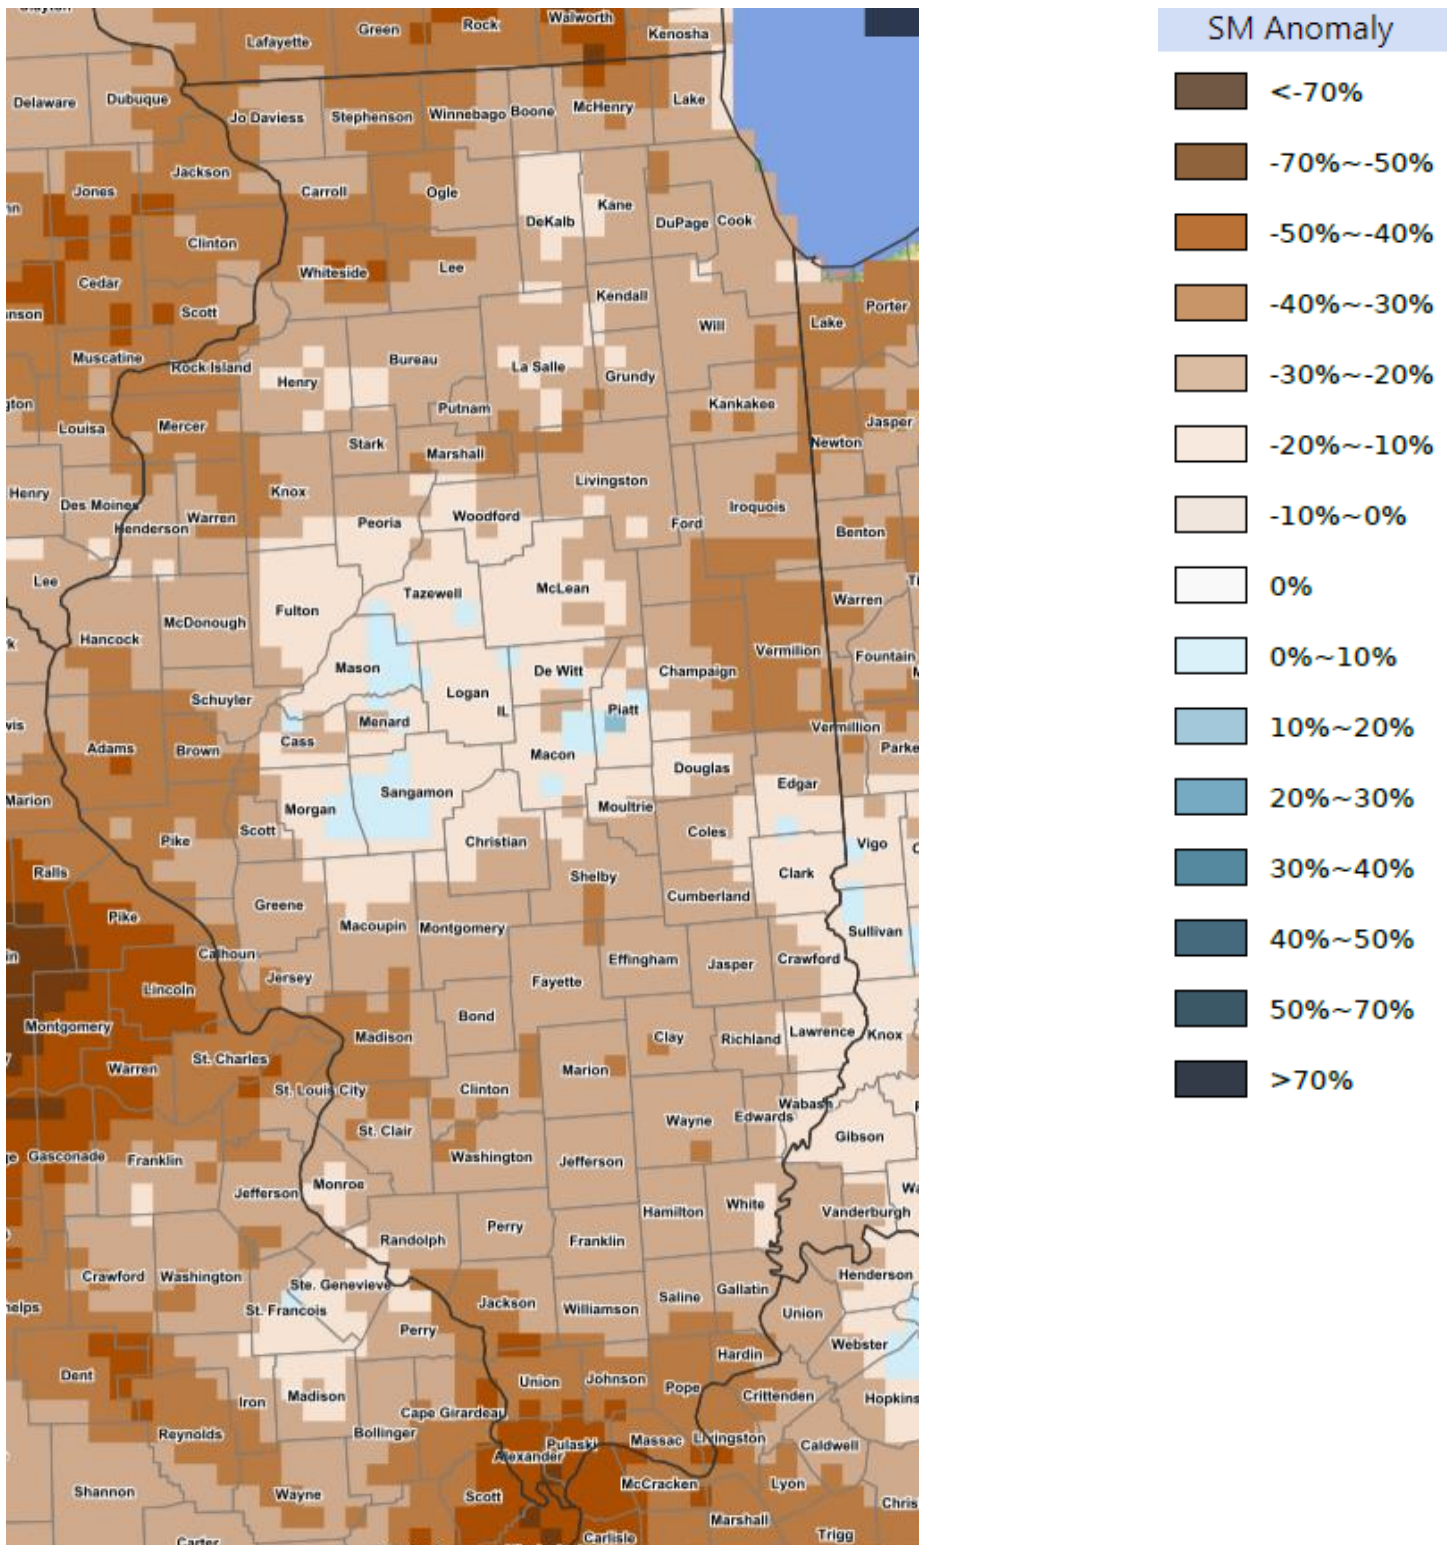 Clayton
Lafayette
Green
Rock
Walworth
Kenosha
Delaware
Dubuque
Jo Daviess
Stephenson
Winnebago
Boone
McHenry
Lake
Jones
Jackson
Carroll
Ogle
DeKalb
Kane
DuPage
Cook
Clinton
Cedar
Whiteside
Lee
Kendall
Scott
Will
Lake
Porter
Muscatine
Rock Island
Henry
Bureau
La Salle
Grundy
Putnam
Kankakee
Louisa
Mercer
Stark
Marshall
Newton
Jasper
Henry
Des Moines
Henderson
Warren
Knox
Peoria
Woodford
Livingston
Ford
Iroquois
Benton
Lee
Hancock
McDonough
Fulton
Tazewell
McLean
Warren
Mason
Logan
De Witt
Champaign
Vermillion
Fountain
Schuyler
IL
Menard
Piatt
Cass
Macon
Adams
Brown
Vermillion
Parke
Marion
Morgan
Sangamon
Douglas
Edgar
Moultrie
Pike
Scott
Christian
Coles
Vigo
Ralls
Shelby
Clark
Pike
Greene
Macoupin
Montgomery
Cumberland
Sullivan
Calhoun
Jersey
Fayette
Effingham
Jasper
Crawford
Lincoln
Montgomery
Bond
Madison
Clay
Richland
Lawrence
Knox
Warren
St. Charles
St. Louis City
Clinton
Marion
Wayne
Edwards
Wabash
Gibson
Gasconade
Franklin
St. Clair
Washington
Jefferson
Jefferson
Monroe
Hamilton
White
Vanderburgh
Randolph
Perry
Franklin
Crawford
Washington
Ste. Genevieve
St. Francois
Jackson
Williamson
Saline
Gallatin
Union
Henderson
Perry
Webster
Dent
Iron
Madison
Union
Johnson
Pope
Hardin
Crittenden
Hopkins
Reynolds
Bollinger
Cape Girardeau
Alexander
Pulaski
Massac
Livingston
Caldwell
Shannon
Wayne
Scott
McCracken
Lyon
Carter
Carlisle
Marshall
Trigg
SM Anomaly
<-70%
-70%~-50%
-50%~-40%
-40%~-30%
-30%~-20%
-20%~-10%
-10%~0%
0%
0%~10%
10%~20%
20%~30%
30%~40%
40%~50%
50%~70%
>70%